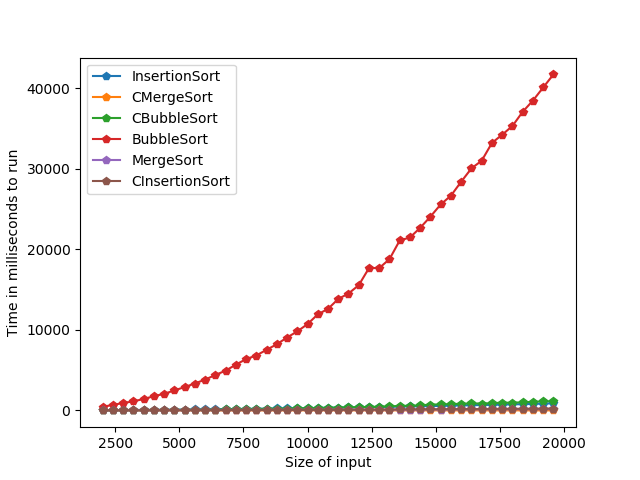 InsertionSort
CMergeSort
CBubbleSort
BubbleSort
MergeSort
CInsertionSort
40000
30000
20000
10000
0
Time in milliseconds to run
2500 5000 7500 10000 12500 15000 17500 20000
Size of input